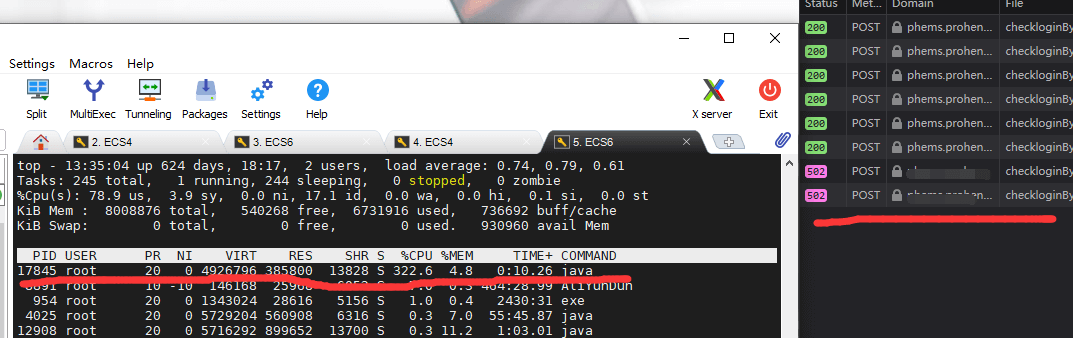 Settings Macros Help
Split MultiExec Tunneling Packages Settings Help X server Exit
2. ECS4 3. ECS6 4. ECS4 5. ECS6
top - 13:35:04 up 624 days, 18:17, 2 users, load average: 0.74, 0.79, 0.61
Tasks: 245 total, 1 running, 244 sleeping, 0 stopped, 0 zombie
%Cpu(s): 78.9 us, 3.9 sy, 0.0 ni, 17.1 id, 0.0 wa, 0.0 hi, 0.1 si, 0.0 st
KiB Mem : 8008876 total, 540268 free, 6731916 used, 736692 buff/cache
KiB Swap: 0 total, 0 free, 0 used. 930960 avail Mem
PID USER PR NI VIRT RES SHR S %CPU %MEM TIME+ COMMAND
17845 root 20 0 4926796 385800 13828 S 322.6 4.8 0:10.26 java
root 10 -10 146168 S 464:28.99 AliYunDun
954 root 20 0 1343024 28616 5156 S 1.0 0.4 2430:31 exe
4025 root 20 0 5729204 560908 6316 S 0.3 7.0 55:45.87 java
12908 root 20 0 5716292 899652 13700 S 0.3 11.2 1:03.01 java
Status Met... Domain File
200 POST phems.prohen... checkloginBy
200 POST phems.prohen... checkloginBy
200 POST phems.prohen... checkloginBy
200 POST phems.prohen... checkloginBy
200 POST phems.prohen... checkloginBy
200 POST phems.prohen... checkloginBy
502 POST checkloginBy
502 POST phems.prohen... checkloginBy